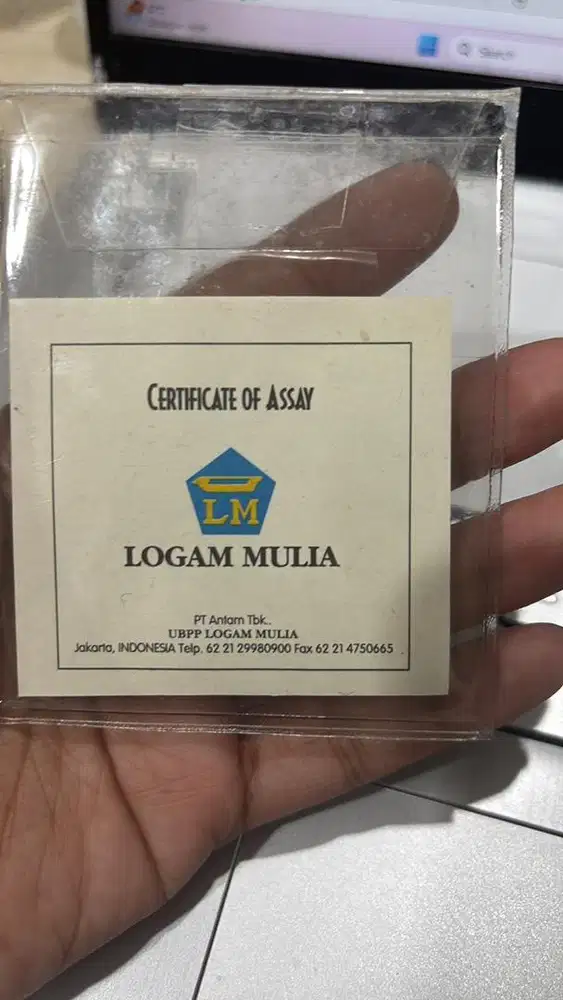 Search
CERTIFICATE OF ASSAY
LM
LOGAM MULIA
PT Antam Tbk..
UBPP LOGAM MULIA
Jakarta, INDONESIA Telp. 62 21 29980900 Fax 62 21 4750665